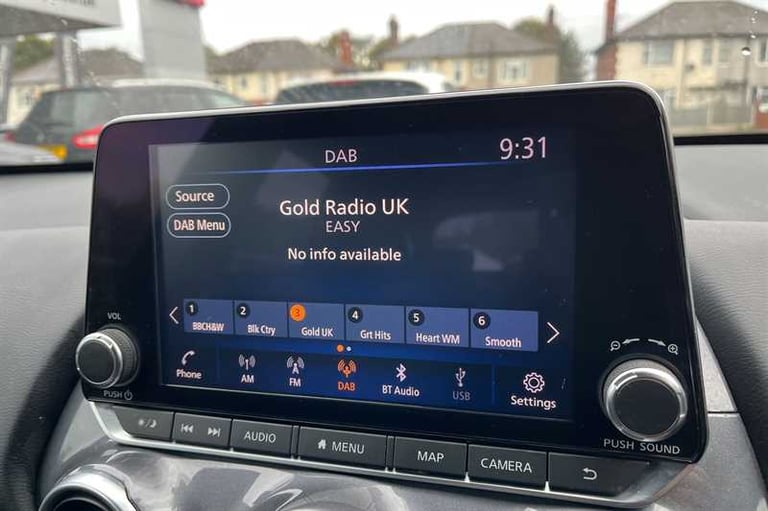 DAB
9:31
Source
DAB Menu
Gold Radio UK
EASY
No info available
1 BBCH&W
2 Blk Ctry
3 Gold UK
4 Grt Hits
5 Heart WM
6 Smooth
Phone
AM
FM
DAB
BT Audio
USB
Settings
VOL
PUSH
AUDIO
MENU
MAP
CAMERA
PUSH SOUND